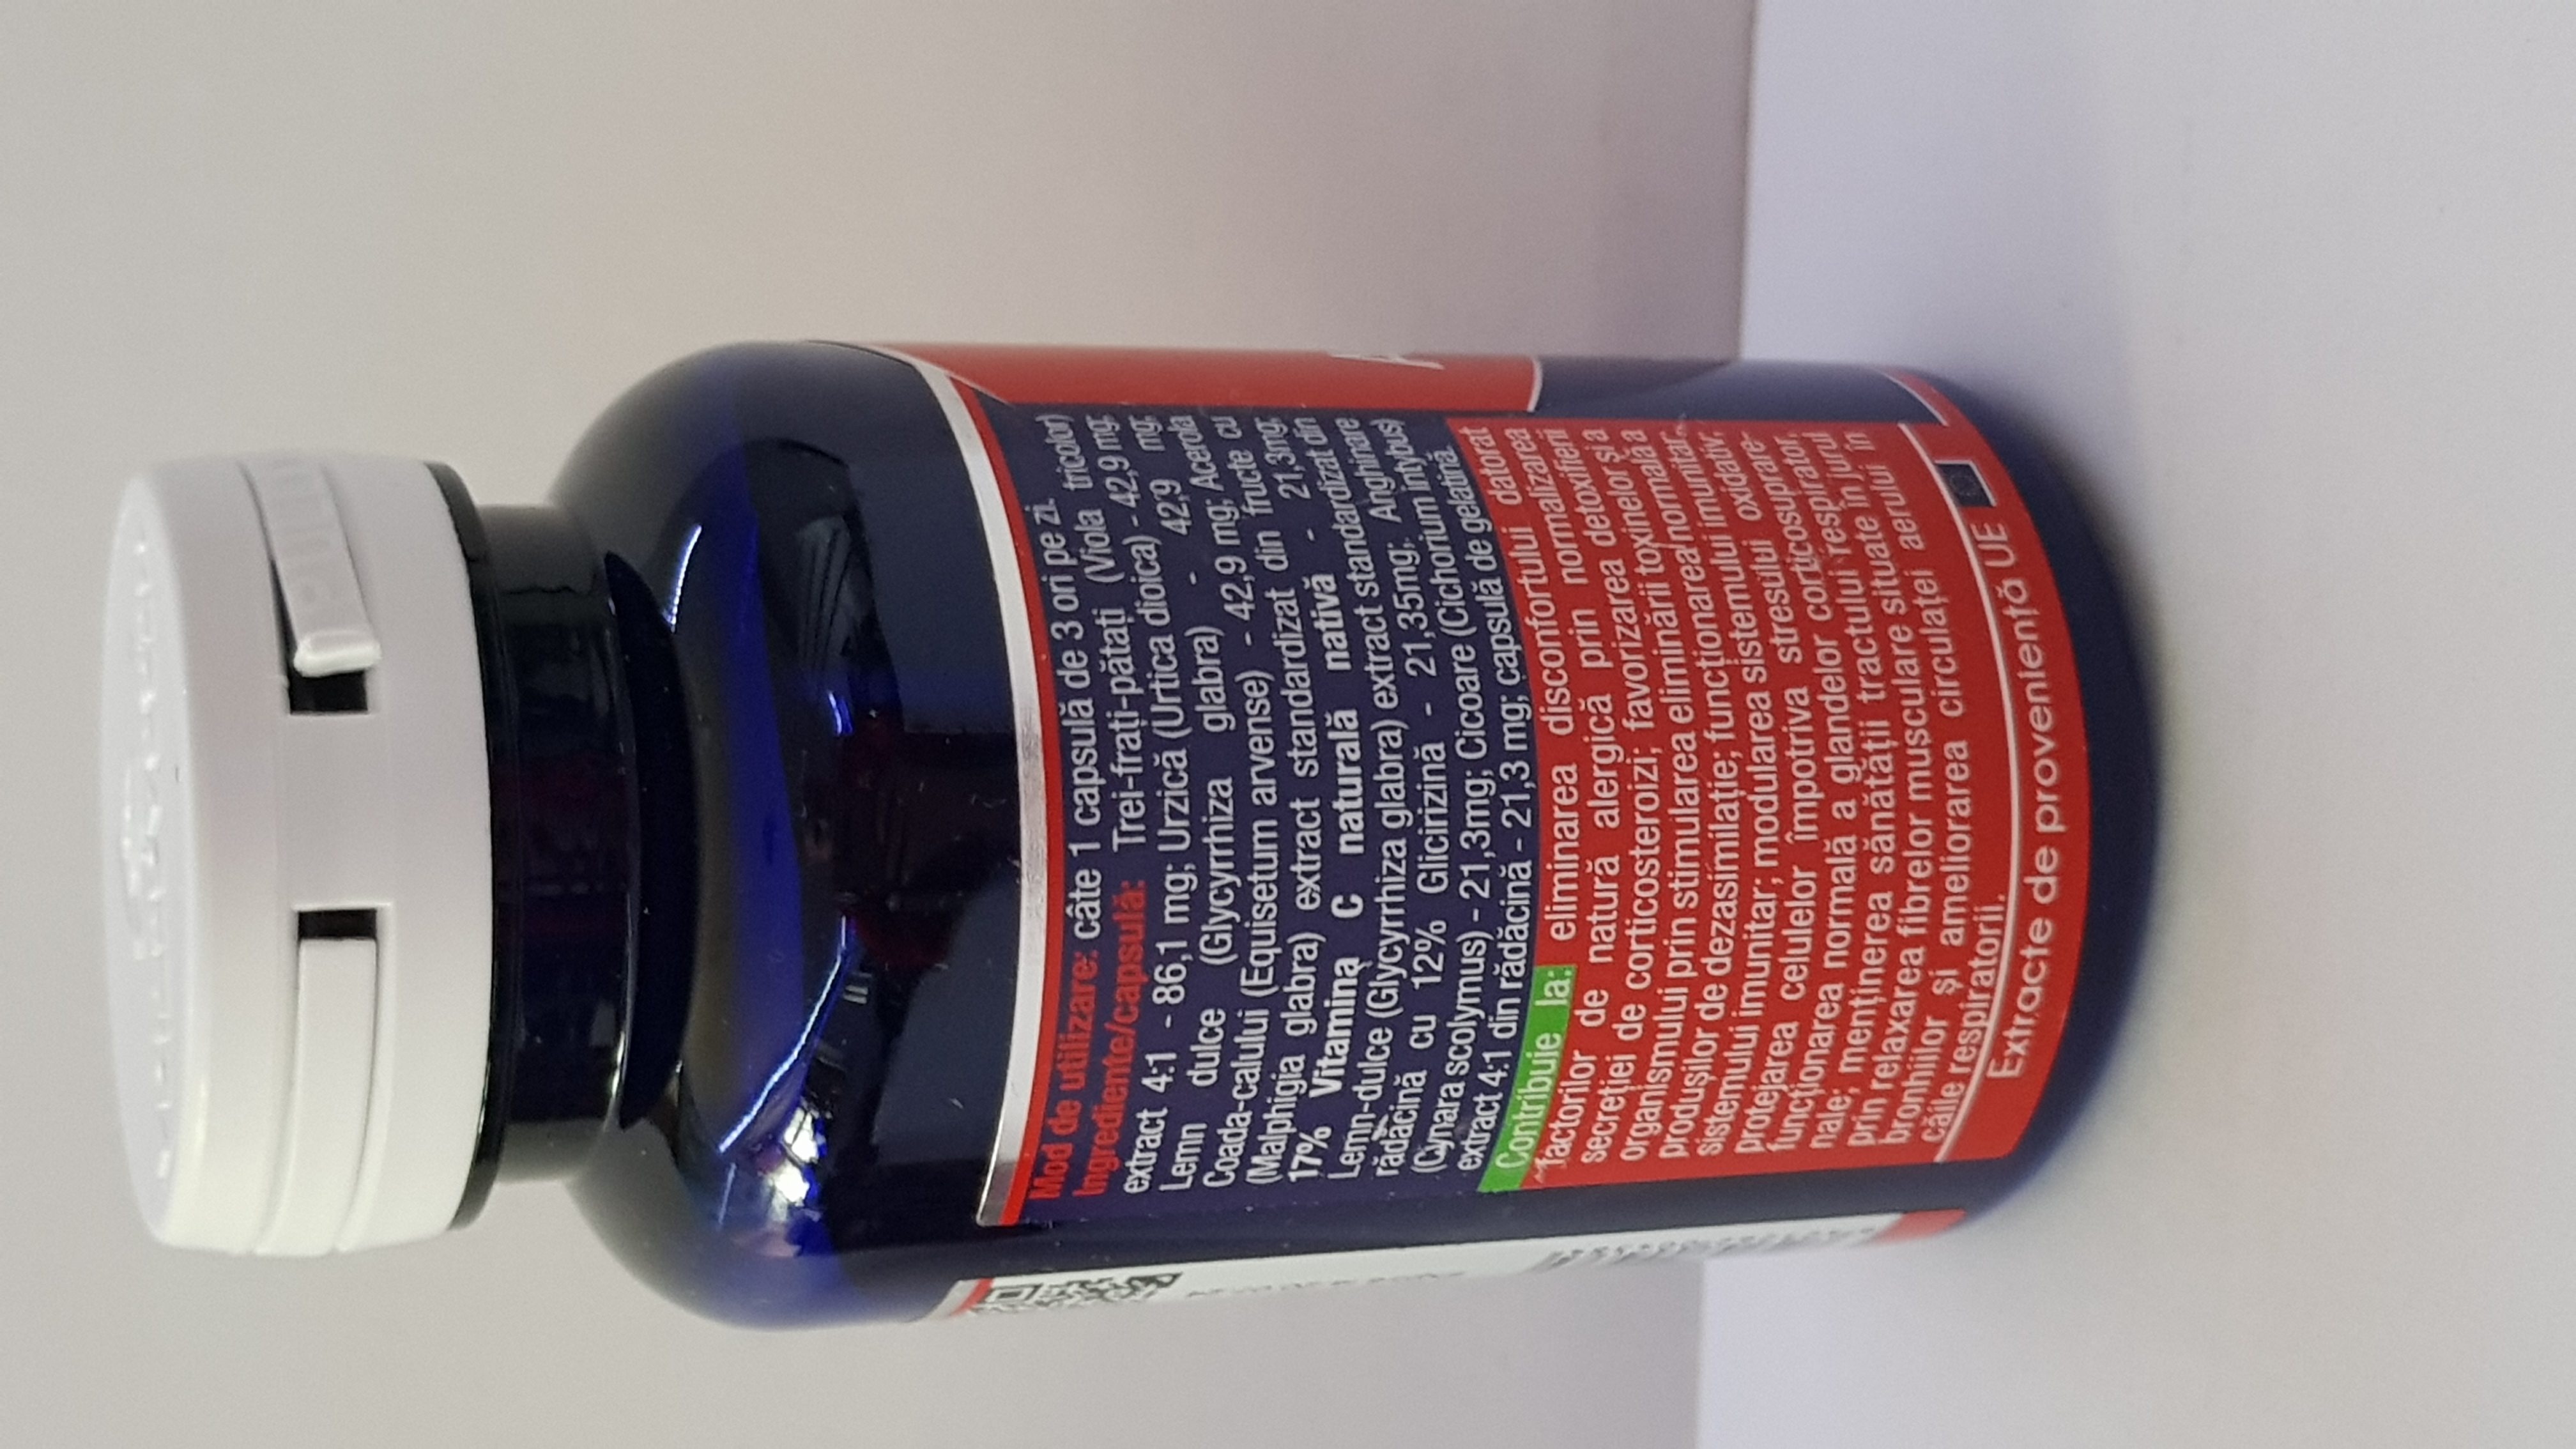 Mod de utilizare: câte 1 capsulă de 3 ori pe zi.
Ingrediente/capsulă: Trei-frați-pătați (Viola tricolor)
extract 4:1 - 86,1 mg; Urzică (Urtica dioica) - 42,9 mg;
Lemn dulce (Glycyrrhiza glabra) - 42,9 mg;
Coada-calului (Equisetum arvense) - 42,9 mg; Acerola
(Malphigia glabra) extract standardizat din fructe cu
17% Vitamina C naturală nativă - 21,3mg;
Lemn-dulce (Glycyrrhiza glabra) extract standardizat din
rădăcină cu 12% Glicirizină - 21,35mg; Anghinare
(Cynara scolymus) - 21,3mg; Cicoare (Cichorium intybus)
extract 4:1 din rădăcină - 21,3 mg; capsulă de gelatină.
Contribuie la: eliminarea disconfortului datorat
factorilor de natură alergică prin normalizarea
secreției de corticosteroizi; favorizarea detoxifierii
organismului prin stimularea eliminării toxinelor și a
produșilor de dezasimilație; funcționarea normală a
sistemului imunitar; modularea sistemului imunitar,
protejarea celulelor împotriva stresului oxidativ;
funcționarea normală a glandelor corticosuprare-
nale; menținerea sănătății tractului respirator,
prin relaxarea fibrelor musculare situate în jurul
bronhiilor și ameliorarea circulației aerului în
căile respiratorii.
Extracte de proveniență UE